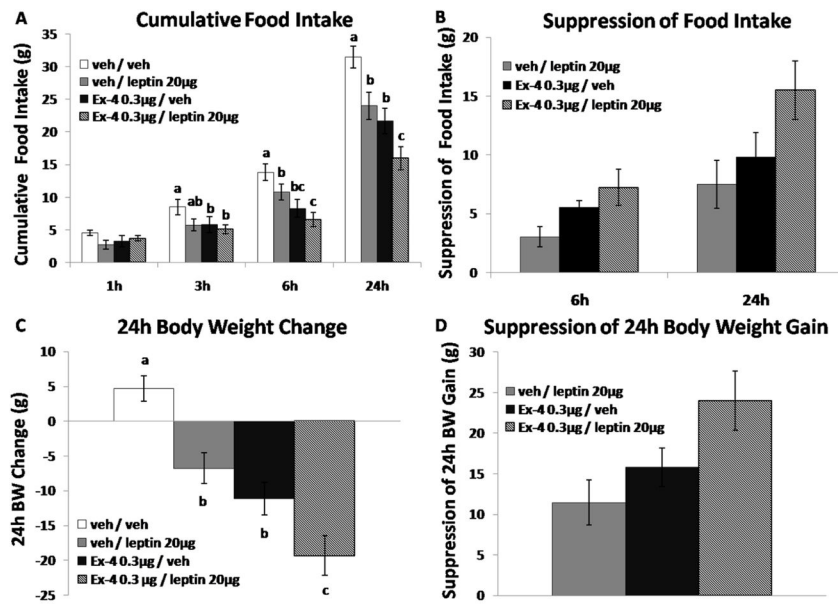 A
Cumulative Food Intake
Cumulative Food Intake (g)
35
30
25
20
15
10
5
0
veh / veh
veh / leptin 20µg
Ex-4 0.3µg / veh
Ex-4 0.3µg / leptin 20µg
a
ab
b
b
a
b
bc
c
a
b
b
c
1h
3h
6h
24h
B
Suppression of Food Intake
Suppression of Food Intake (g)
20
15
10
5
0
veh / leptin 20µg
Ex-4 0.3µg / veh
Ex-4 0.3µg / leptin 20µg
6h
24h
C
24h Body Weight Change
24h BW Change (g)
10
5
0
-5
-10
-15
-20
-25
a
b
b
c
veh / veh
veh / leptin 20µg
Ex-4 0.3µg / veh
Ex-4 0.3 µg / leptin 20µg
D
Suppression of 24h Body Weight Gain
Suppression of 24h BW Gain (g)
30
25
20
15
10
5
0
veh / leptin 20µg
Ex-4 0.3µg / veh
Ex-4 0.3µg / leptin 20µg